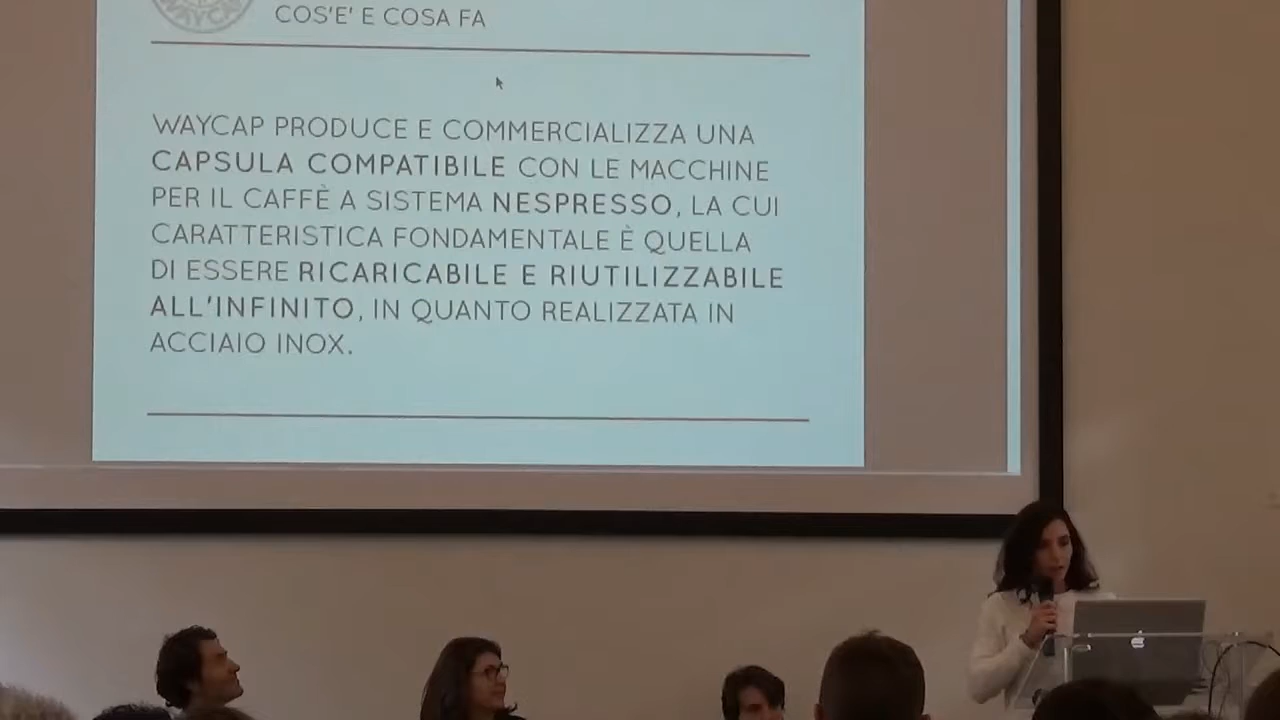 WAYCAP
COS'E' E COSA FA
WAYCAP PRODUCE E COMMERCIALIZZA UNA
CAPSULA COMPATIBILE CON LE MACCHINE
PER IL CAFFÈ A SISTEMA NESPRESSO, LA CUI
CARATTERISTICA FONDAMENTALE È QUELLA
DI ESSERE RICARICABILE E RIUTILIZZABILE
ALL'INFINITO, IN QUANTO REALIZZATA IN
ACCIAIO INOX.